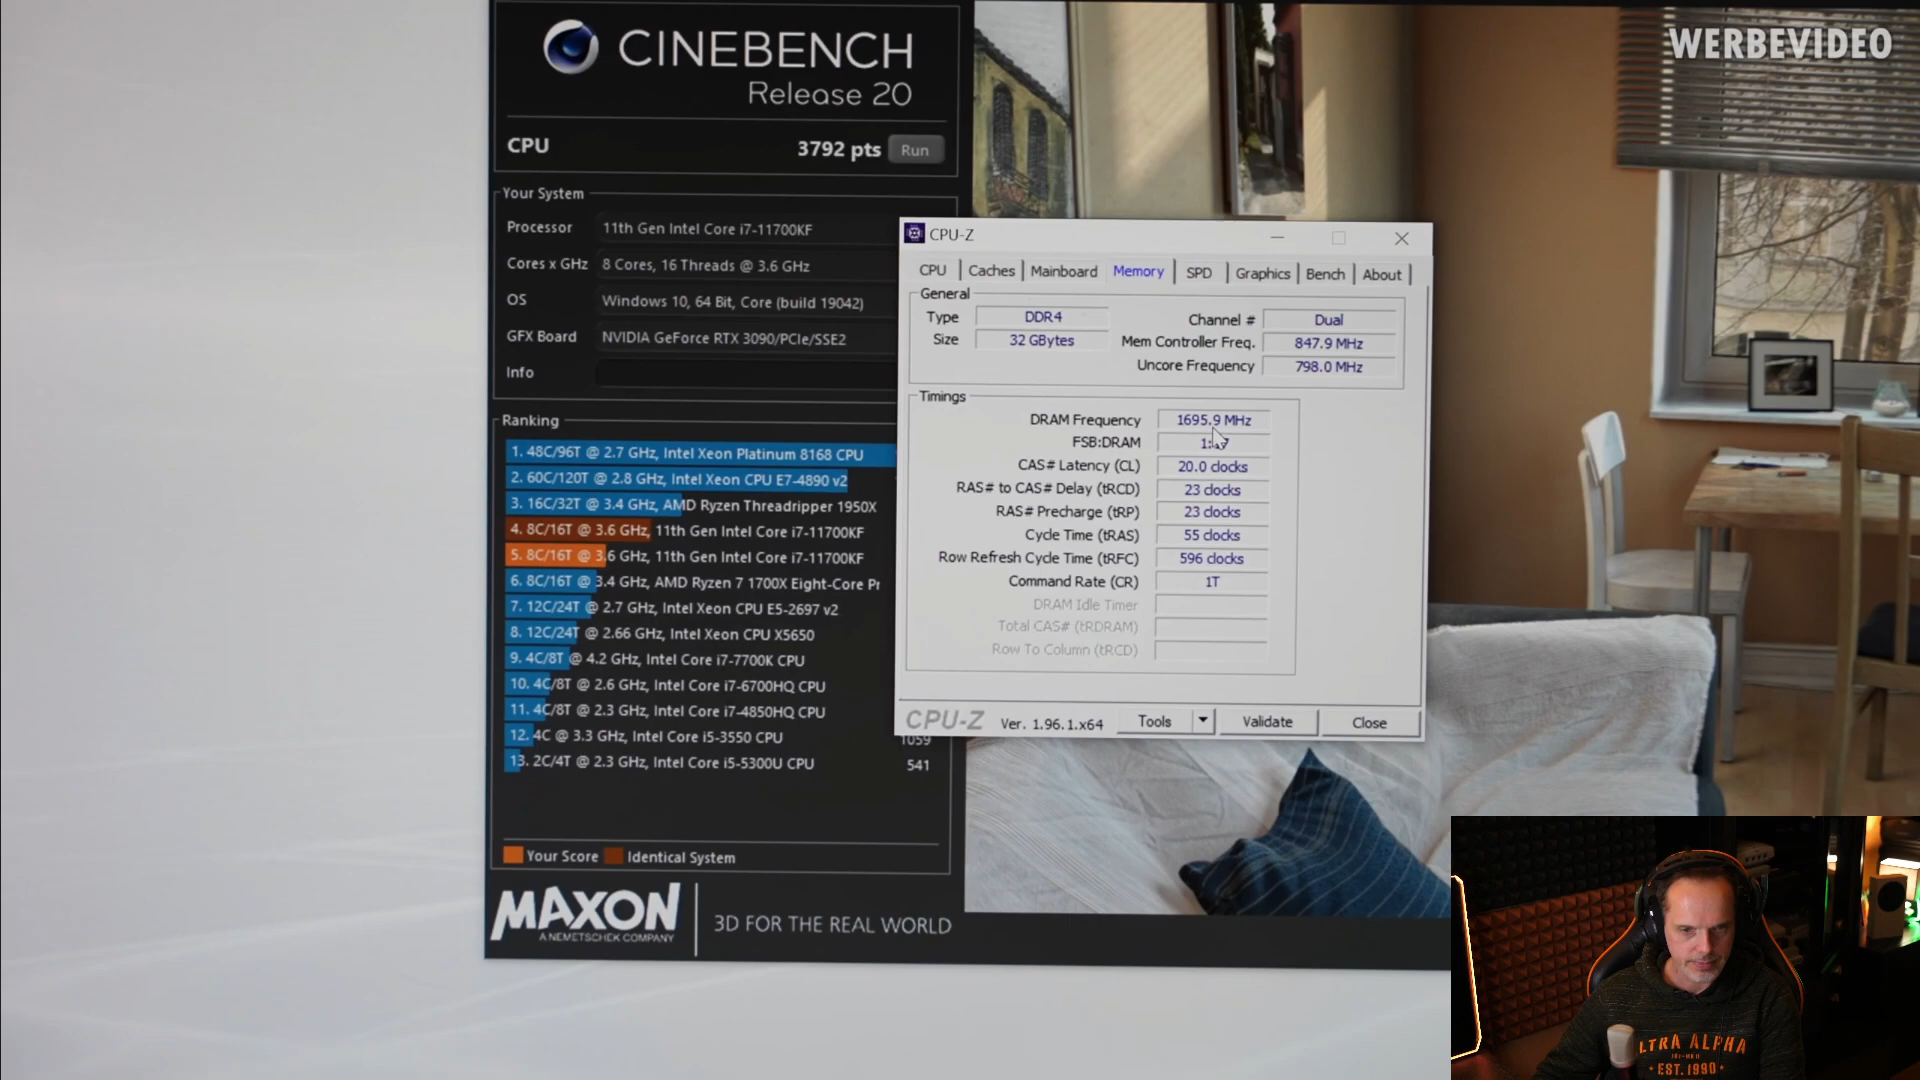 WERBEVIDEO
CINEBENCH
Release 20
CPU
3792 pts
Run
Your System
Processor
11th Gen Intel Core i7-11700KF
Cores x GHz
8 Cores, 16 Threads @ 3.6 GHz
OS
Windows 10, 64 Bit, Core (build 19042)
GFX Board
NVIDIA GeForce RTX 3090/PCIe/SSE2
Info
Ranking
1. 48C/96T @ 2.7 GHz, Intel Xeon Platinum 8168 CPU
2. 60C/120T @ 2.8 GHz, Intel Xeon CPU E7-4890 v2
3. 16C/32T @ 3.4 GHz, AMD Ryzen Threadripper 1950X
4. 8C/16T @ 3.6 GHz, 11th Gen Intel Core i7-11700KF
5. 8C/16T @ 3.6 GHz, 11th Gen Intel Core i7-11700KF
6. 8C/16T @ 3.4 GHz, AMD Ryzen 7 1700X Eight-Core Pr
7. 12C/24T @ 2.7 GHz, Intel Xeon CPU E5-2697 v2
8. 12C/24T @ 2.66 GHz, Intel Xeon CPU X5650
9. 4C/8T @ 4.2 GHz, Intel Core i7-7700K CPU
10. 4C/8T @ 2.6 GHz, Intel Core i7-6700HQ CPU
11. 4C/8T @ 2.3 GHz, Intel Core i7-4850HQ CPU
12. 4C @ 3.3 GHz, Intel Core i5-3550 CPU
1059
13. 2C/4T @ 2.3 GHz, Intel Core i5-5300U CPU
541
Your Score
Identical System
MAXON
A NEMETSCHEK COMPANY
3D FOR THE REAL WORLD
CPU-Z
CPU Caches Mainboard Memory SPD Graphics Bench About
General
Type
DDR4
Channel #
Dual
Size
32 GBytes
Mem Controller Freq.
847.9 MHz
Uncore Frequency
798.0 MHz
Timings
DRAM Frequency
1695.9 MHz
FSB:DRAM
CAS# Latency (CL)
20.0 clocks
RAS# to CAS# Delay (tRCD)
23 clocks
RAS# Precharge (tRP)
23 clocks
Cycle Time (tRAS)
55 clocks
Row Refresh Cycle Time (tRFC)
596 clocks
Command Rate (CR)
1T
DRAM Idle Timer
Total CAS# (tRDRAM)
Row To Column (tRCD)
CPU-Z
Ver. 1.96.1.x64
Tools
Validate
Close
LTRA ALPHA
EST. 1990